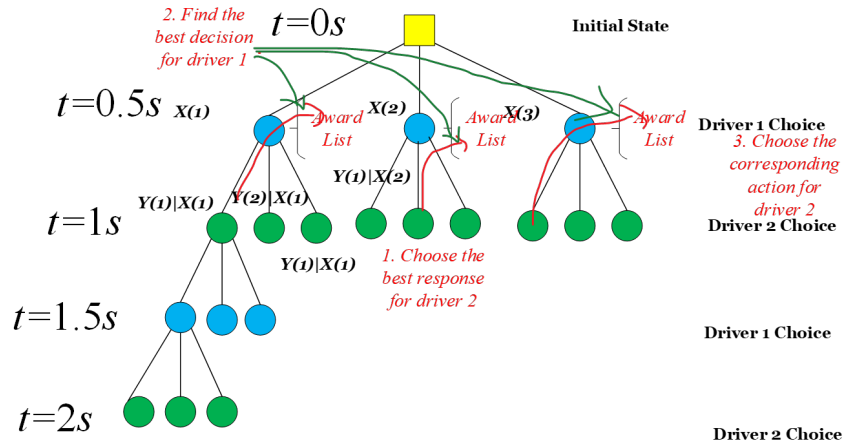 2. Find the
best decision
for driver 1
t=0s
Initial State
t=0.5s
X(1)
X(2)
X(3)
Award
List
Award
List
Award
List
Driver 1 Choice
3. Choose the
corresponding
action for
driver 2
Y(1)|X(1)
Y(2)|X(1)
Y(1)|X(2)
t=1s
Driver 2 Choice
Y(1)|X(1)
1. Choose the
best response
for driver 2
t=1.5s
Driver 1 Choice
t=2s
Driver 2 Choice